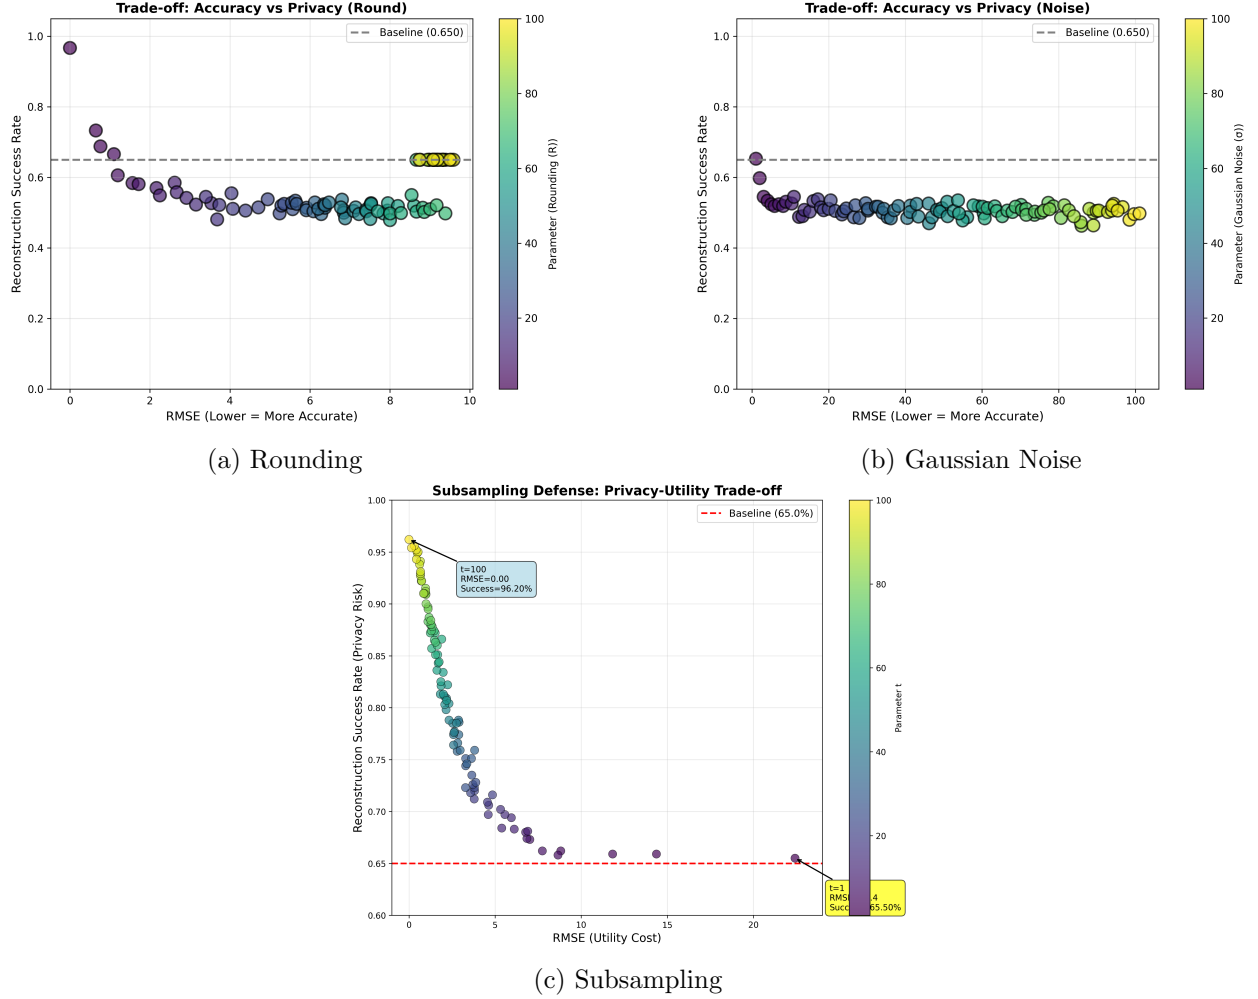 Trade-off: Accuracy vs Privacy (Round)
Baseline (0.650)
Reconstruction Success Rate
1.0
0.8
0.6
0.4
0.2
0.0
0 2 4 6 8 10
RMSE (Lower = More Accurate)
100
80
60
40
20
Parameter (Rounding (R))
(a) Rounding
Trade-off: Accuracy vs Privacy (Noise)
Baseline (0.650)
Reconstruction Success Rate
1.0
0.8
0.6
0.4
0.2
0.0
0 20 40 60 80 100
RMSE (Lower = More Accurate)
100
80
60
40
20
Parameter (Gaussian Noise (σ))
(b) Gaussian Noise
Subsampling Defense: Privacy-Utility Trade-off
Baseline (65.0%)
Reconstruction Success Rate (Privacy Risk)
1.00
0.95
0.90
0.85
0.80
0.75
0.70
0.65
0.60
t=100
RMSE=0.00
Success=96.20%
t=1
65.50%
0 5 10 15 20
RMSE (Utility Cost)
100
80
60
40
20
Parameter t
(c) Subsampling